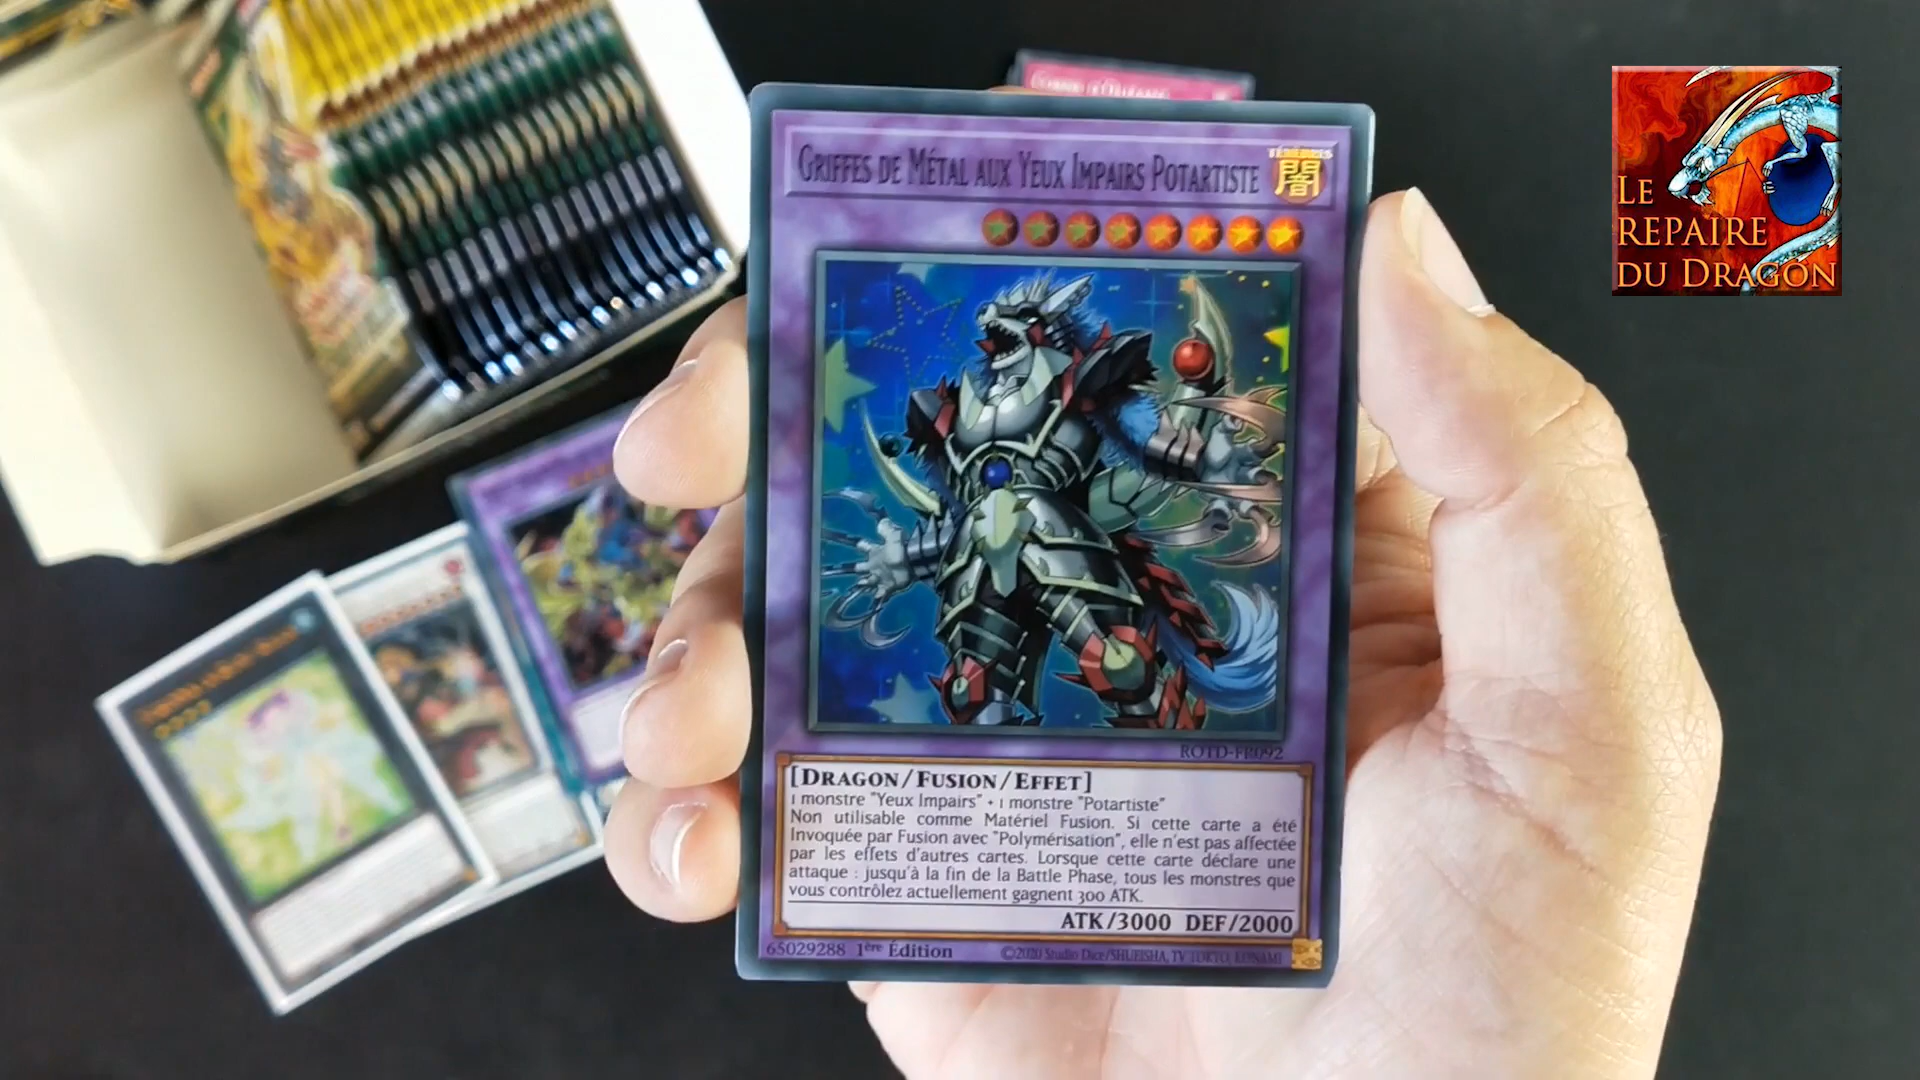 Griffes de Métal aux Yeux Impairs Potartiste
TÉNÈBRES
闇
LE
REPAIRE
DU DRAGON
ROTD-FR092
[Dragon/Fusion/Effet]
1 monstre "Yeux Impairs" + 1 monstre "Potartiste"
Non utilisable comme Matériel Fusion. Si cette carte a été
Invoquée par Fusion avec "Polymérisation", elle n'est pas affectée
par les effets d'autres cartes. Lorsque cette carte déclare une
attaque : jusqu'à la fin de la Battle Phase, tous les monstres que
vous contrôlez actuellement gagnent 300 ATK.
ATK/3000 DEF/2000
65029288 1ère Édition
©2020 Studio Dice/SHUEISHA, TV TOKYO, KONAMI